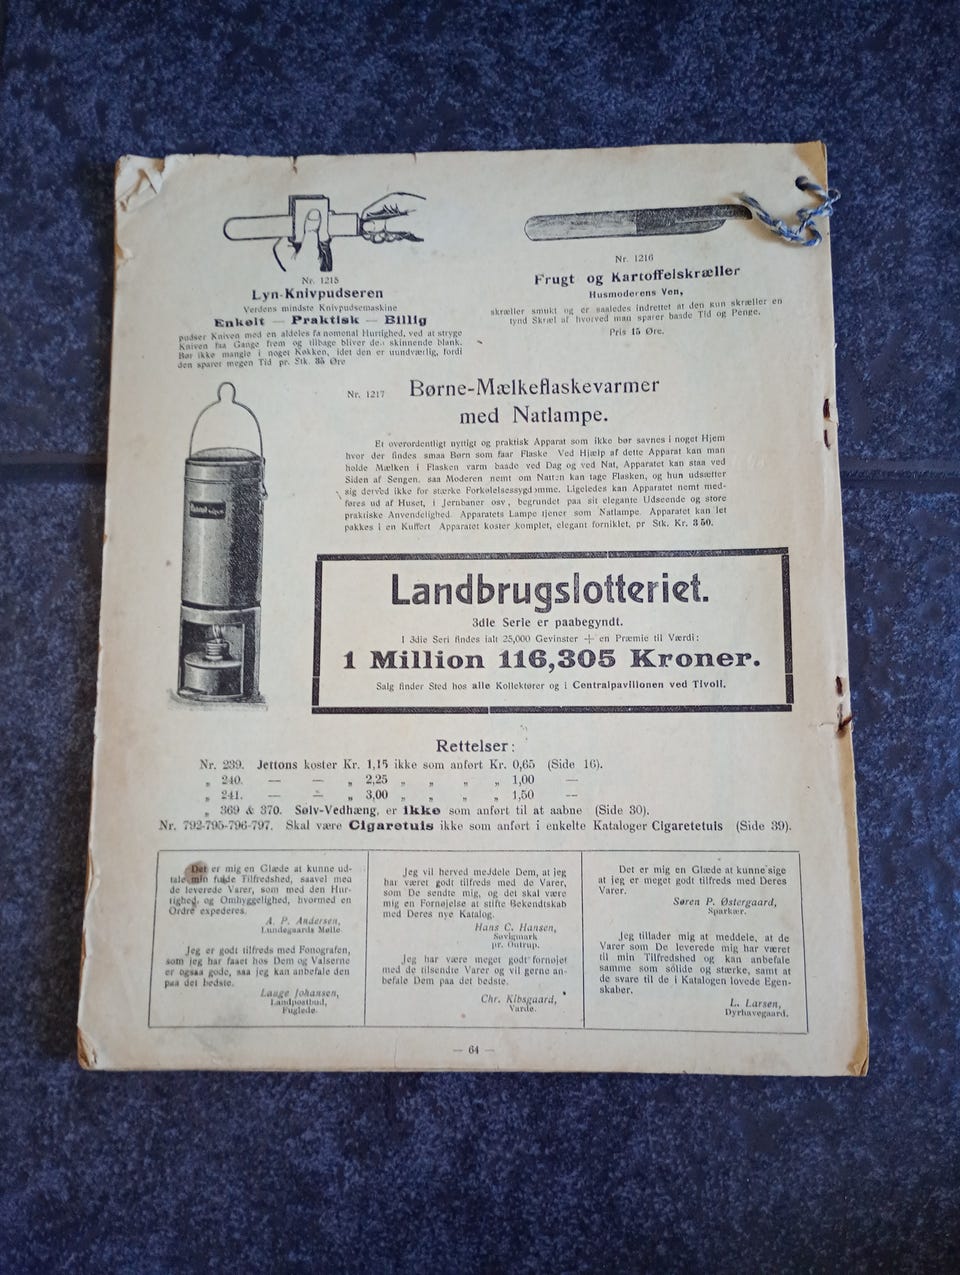 Nr. 1215
Lyn-Knivpudseren
Verdens mindste Knivpudsemaskine
Enkelt — Praktisk — Billig
pudser Kniven med en aldeles fænomenal Hurtighed, ved at stryge
Kniven faa Gange frem og tilbage bliver den skinnende blank.
Bør ikke mangle i noget Køkken, idet den er uundværlig, fordi
den sparer megen Tid pr. Stk. 35 Øre
Nr. 1216
Frugt og Kartoffelskræller
Husmoderens Ven,
skræller smukt og er saaledes indrettet at den kun skræller en
tynd Skræl af hvorved man sparer baade Tid og Penge.
Pris 15 Øre.
Nr. 1217
Børne-Mælkeflaskevarmer
med Natlampe.
Et overordentligt nyttigt og praktisk Apparat som ikke bør savnes i noget Hjem
hvor der findes smaa Børn som faar Flaske Ved Hjælp af dette Apparat kan man
holde Mælken i Flasken varm baade ved Dag og ved Nat, Apparatet kan staa ved
Siden af Sengen, saa Moderen nemt om Natten kan tage Flasken, og hun udsætter
sig derved ikke for stærke Forkølelsessygdomme. Ligeledes kan Apparatet nemt med-
føres ud af Huset, i Jernbaner osv, begrundet paa sit elegante Udseende og store
praktiske Anvendelighed. Apparatets Lampe tjener som Natlampe. Apparatet kan let
pakkes i en Kuffert Apparatet koster komplet, elegant forniklet, pr Stk. Kr. 3 50.
Landbrugslotteriet.
3die Serie er paabegyndt.
I 3die Seri findes ialt 25,000 Gevinster + en Præmie til Værdi:
1 Million 116,305 Kroner.
Salg finder Sted hos alle Kollektører og i Centralpavillonen ved Tivoli.
Rettelser:
Nr. 239. Jettons koster Kr. 1,15 ikke som anført Kr. 0,65 (Side 16).
„ 240. — — „ 2,25 „ „ „ „ 1,00 —
„ 241. — — „ 3,00 „ „ „ „ 1,50 —
„ 369 & 370. Sølv-Vedhæng, er ikke som anført til at aabne (Side 30).
Nr. 792-795-796-797. Skal være Cigaretuis ikke som anført i enkelte Kataloger Cigaretetuis (Side 39).
Det er mig en Glæde at kunne ud-
tale min fulde Tilfredshed, saavel med
de leverede Varer, som med den Hur-
tighed, og Omhyggelighed, hvormed en
Ordre expederes.
A. P. Andersen,
Lundegaards Mølle
Jeg er godt tilfreds med Fonografen,
som jeg har faaet hos Dem og Valserne
er ogsaa gode, saa jeg kan anbefale den
paa det bedste.
Lauge Johansen,
Landpostbud,
Fuglede.
Jeg vil herved meddele Dem, at jeg
har været godt tilfreds med de Varer,
som De sendte mig, og det skal være
mig en Fornøjelse at stifte Bekendtskab
med Deres nye Katalog.
Hans C. Hansen,
Søvigmark
pr. Outrup.
Jeg har være meget godt fornøjet
med de tilsendte Varer og vil gerne an-
befale Dem paa det bedste.
Chr. Kibsgaard,
Varde.
Det er mig en Glæde at kunne sige
at jeg er meget godt tilfreds med Deres
Varer.
Søren P. Østergaard,
Sparkær.
Jeg tillader mig at meddele, at de
Varer som De leverede mig har været
til min Tilfredshed og kan anbefale
samme som solide og stærke, samt at
de svare til de i Katalogen lovede Egen-
skaber.
L. Larsen,
Dyrhavegaard.
— 64 —